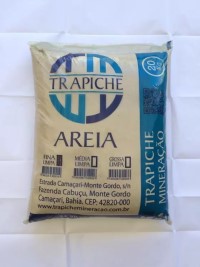 TRAPICHE
AREIA
FINA LIMPA
MÉDIA LIMPA
GROSSA LIMPA
Estrada Camaçari-Monte Gordo, s/n
Fazenda Cabuçu, Monte Gordo
Camaçari, Bahia. CEP: 42820-000
www.trapichemineracao.com.br
20
TRAPICHE
MINERAÇÃO